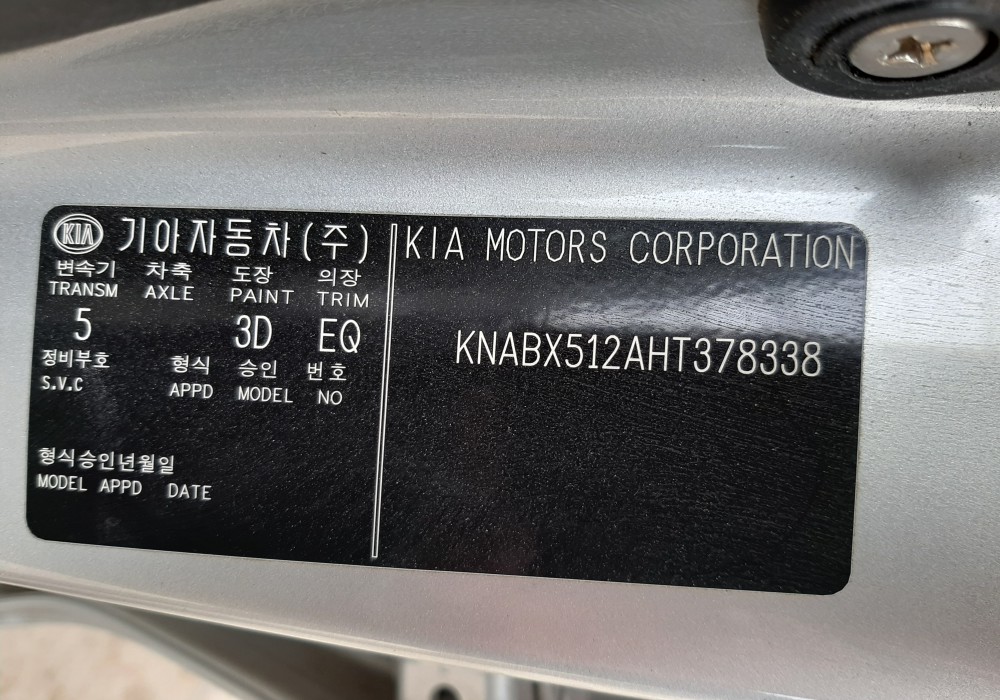 KIA 기아자동차(주)
변속기 차축 도장 의장
TRANSM AXLE PAINT TRIM
5 3D EQ
정비부호 형식 승인 번호
S.V.C APPD MODEL NO
형식승인년월일
MODEL APPD DATE
KIA MOTORS CORPORATION
KNABX512AHT378338